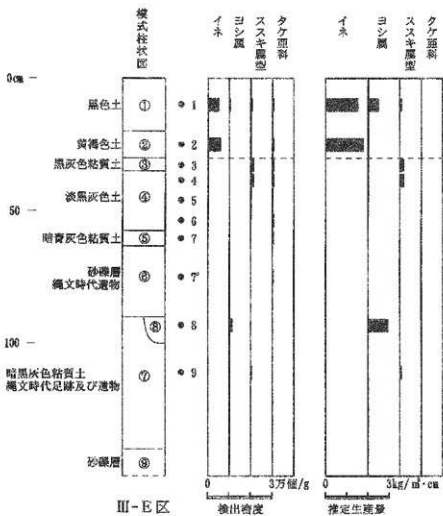 模式柱状図
イネ
ヨシ属
ススキ属型
タケ亜科
イネ
ヨシ属
ススキ属型
タケ亜科
0cm
黒色土 ① 1
黄褐色土 ② 2
黒灰色粘質土 ③ 3
4
淡黒灰色土 ④ 5
50
6
暗青灰色粘質土 ⑤ 7
砂礫層
縄文時代遺物
⑥ 7'
⑧ 8
100
暗黒灰色粘質土
縄文時代足跡及び遺物
⑦ 9
砂礫層 ⑨
0 3万個/g
0 3kg/m・cm
Ⅲ-E区 検出密度 推定生産量